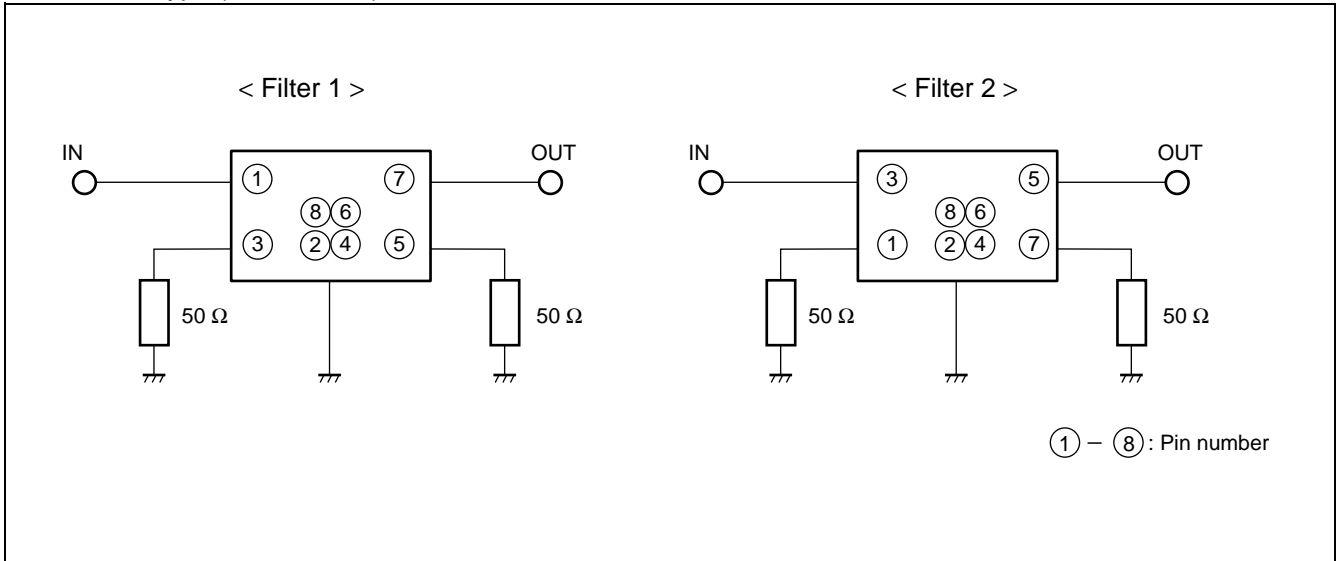 < Filter 1 >
IN
OUT
1
7
8 6
3
2 4
5
50 Ω
50 Ω
< Filter 2 >
IN
OUT
3
5
8 6
1
2 4
7
50 Ω
50 Ω
1 – 8 : Pin number